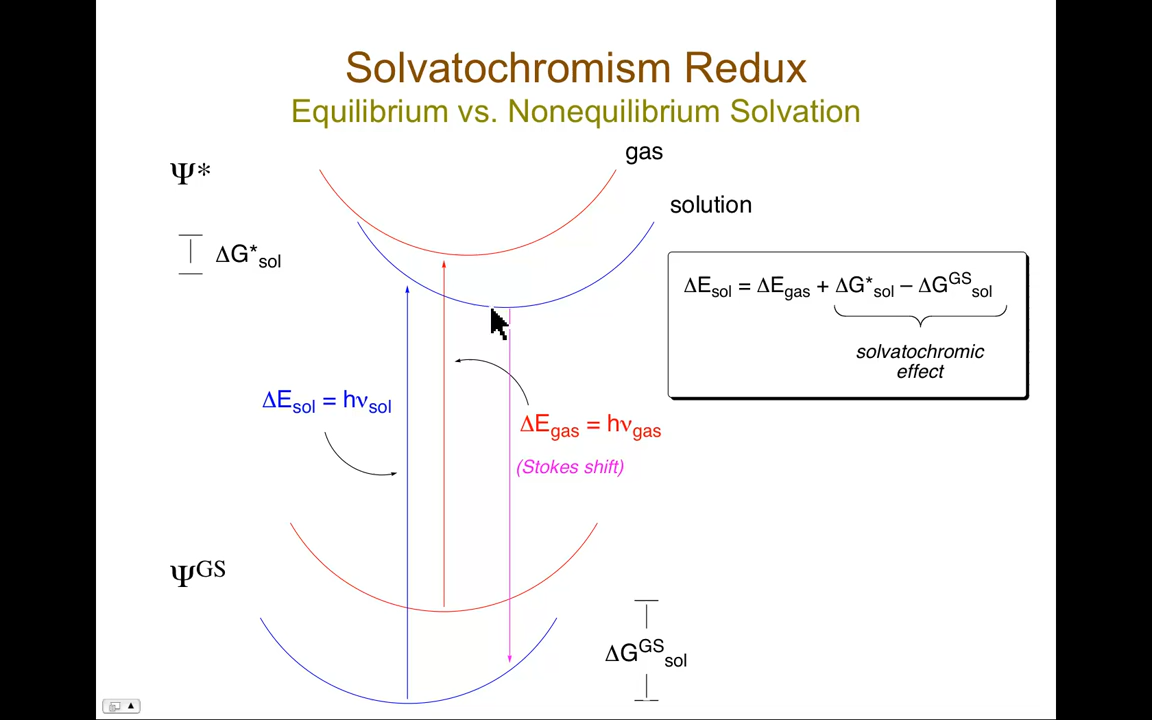 Solvatochromism Redux
Equilibrium vs. Nonequilibrium Solvation
gas
Ψ*
solution
ΔG*sol
ΔEsol = ΔEgas + ΔG*sol – ΔGGSsol
solvatochromic
effect
ΔEsol = hνsol
ΔEgas = hνgas
(Stokes shift)
ΨGS
ΔGGSsol